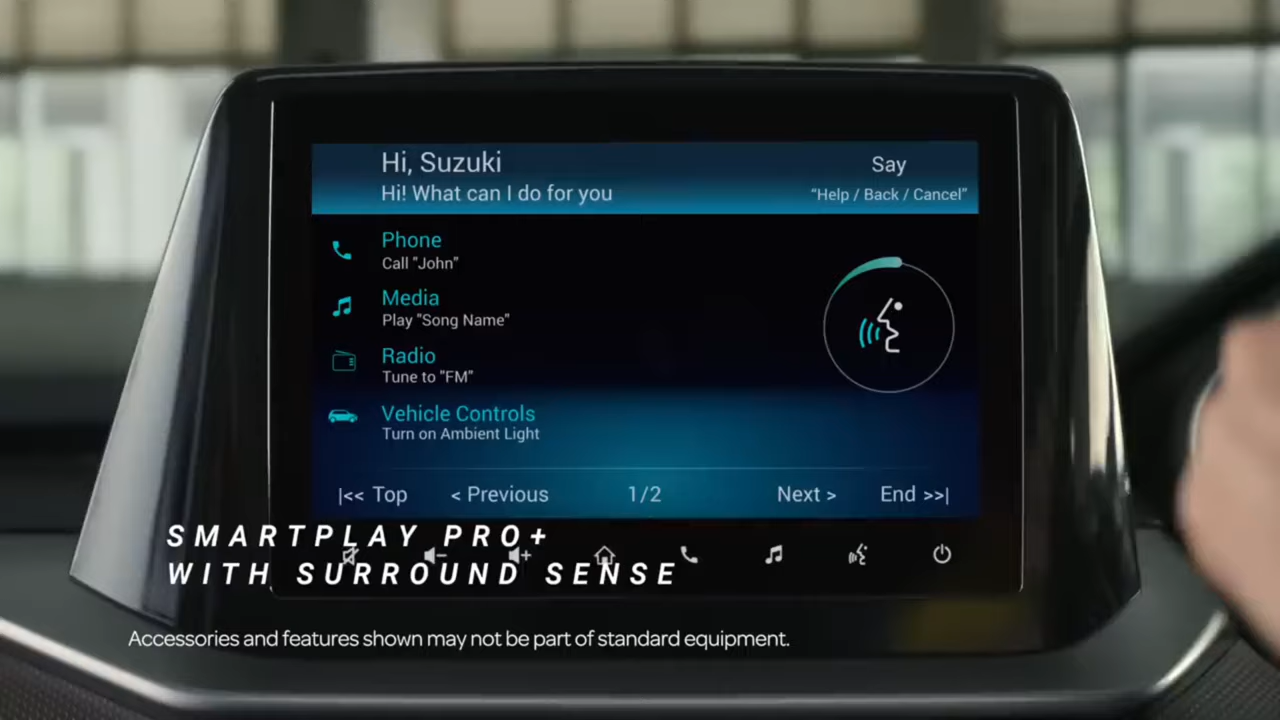 Hi, Suzuki
Hi! What can I do for you
Say
“Help / Back / Cancel”
Phone
Call "John"
Media
Play "Song Name"
Radio
Tune to "FM"
Vehicle Controls
Turn on Ambient Light
|<< Top < Previous 1/2 Next > End >>|
SMARTPLAY PRO+
WITH SURROUND SENSE
Accessories and features shown may not be part of standard equipment.